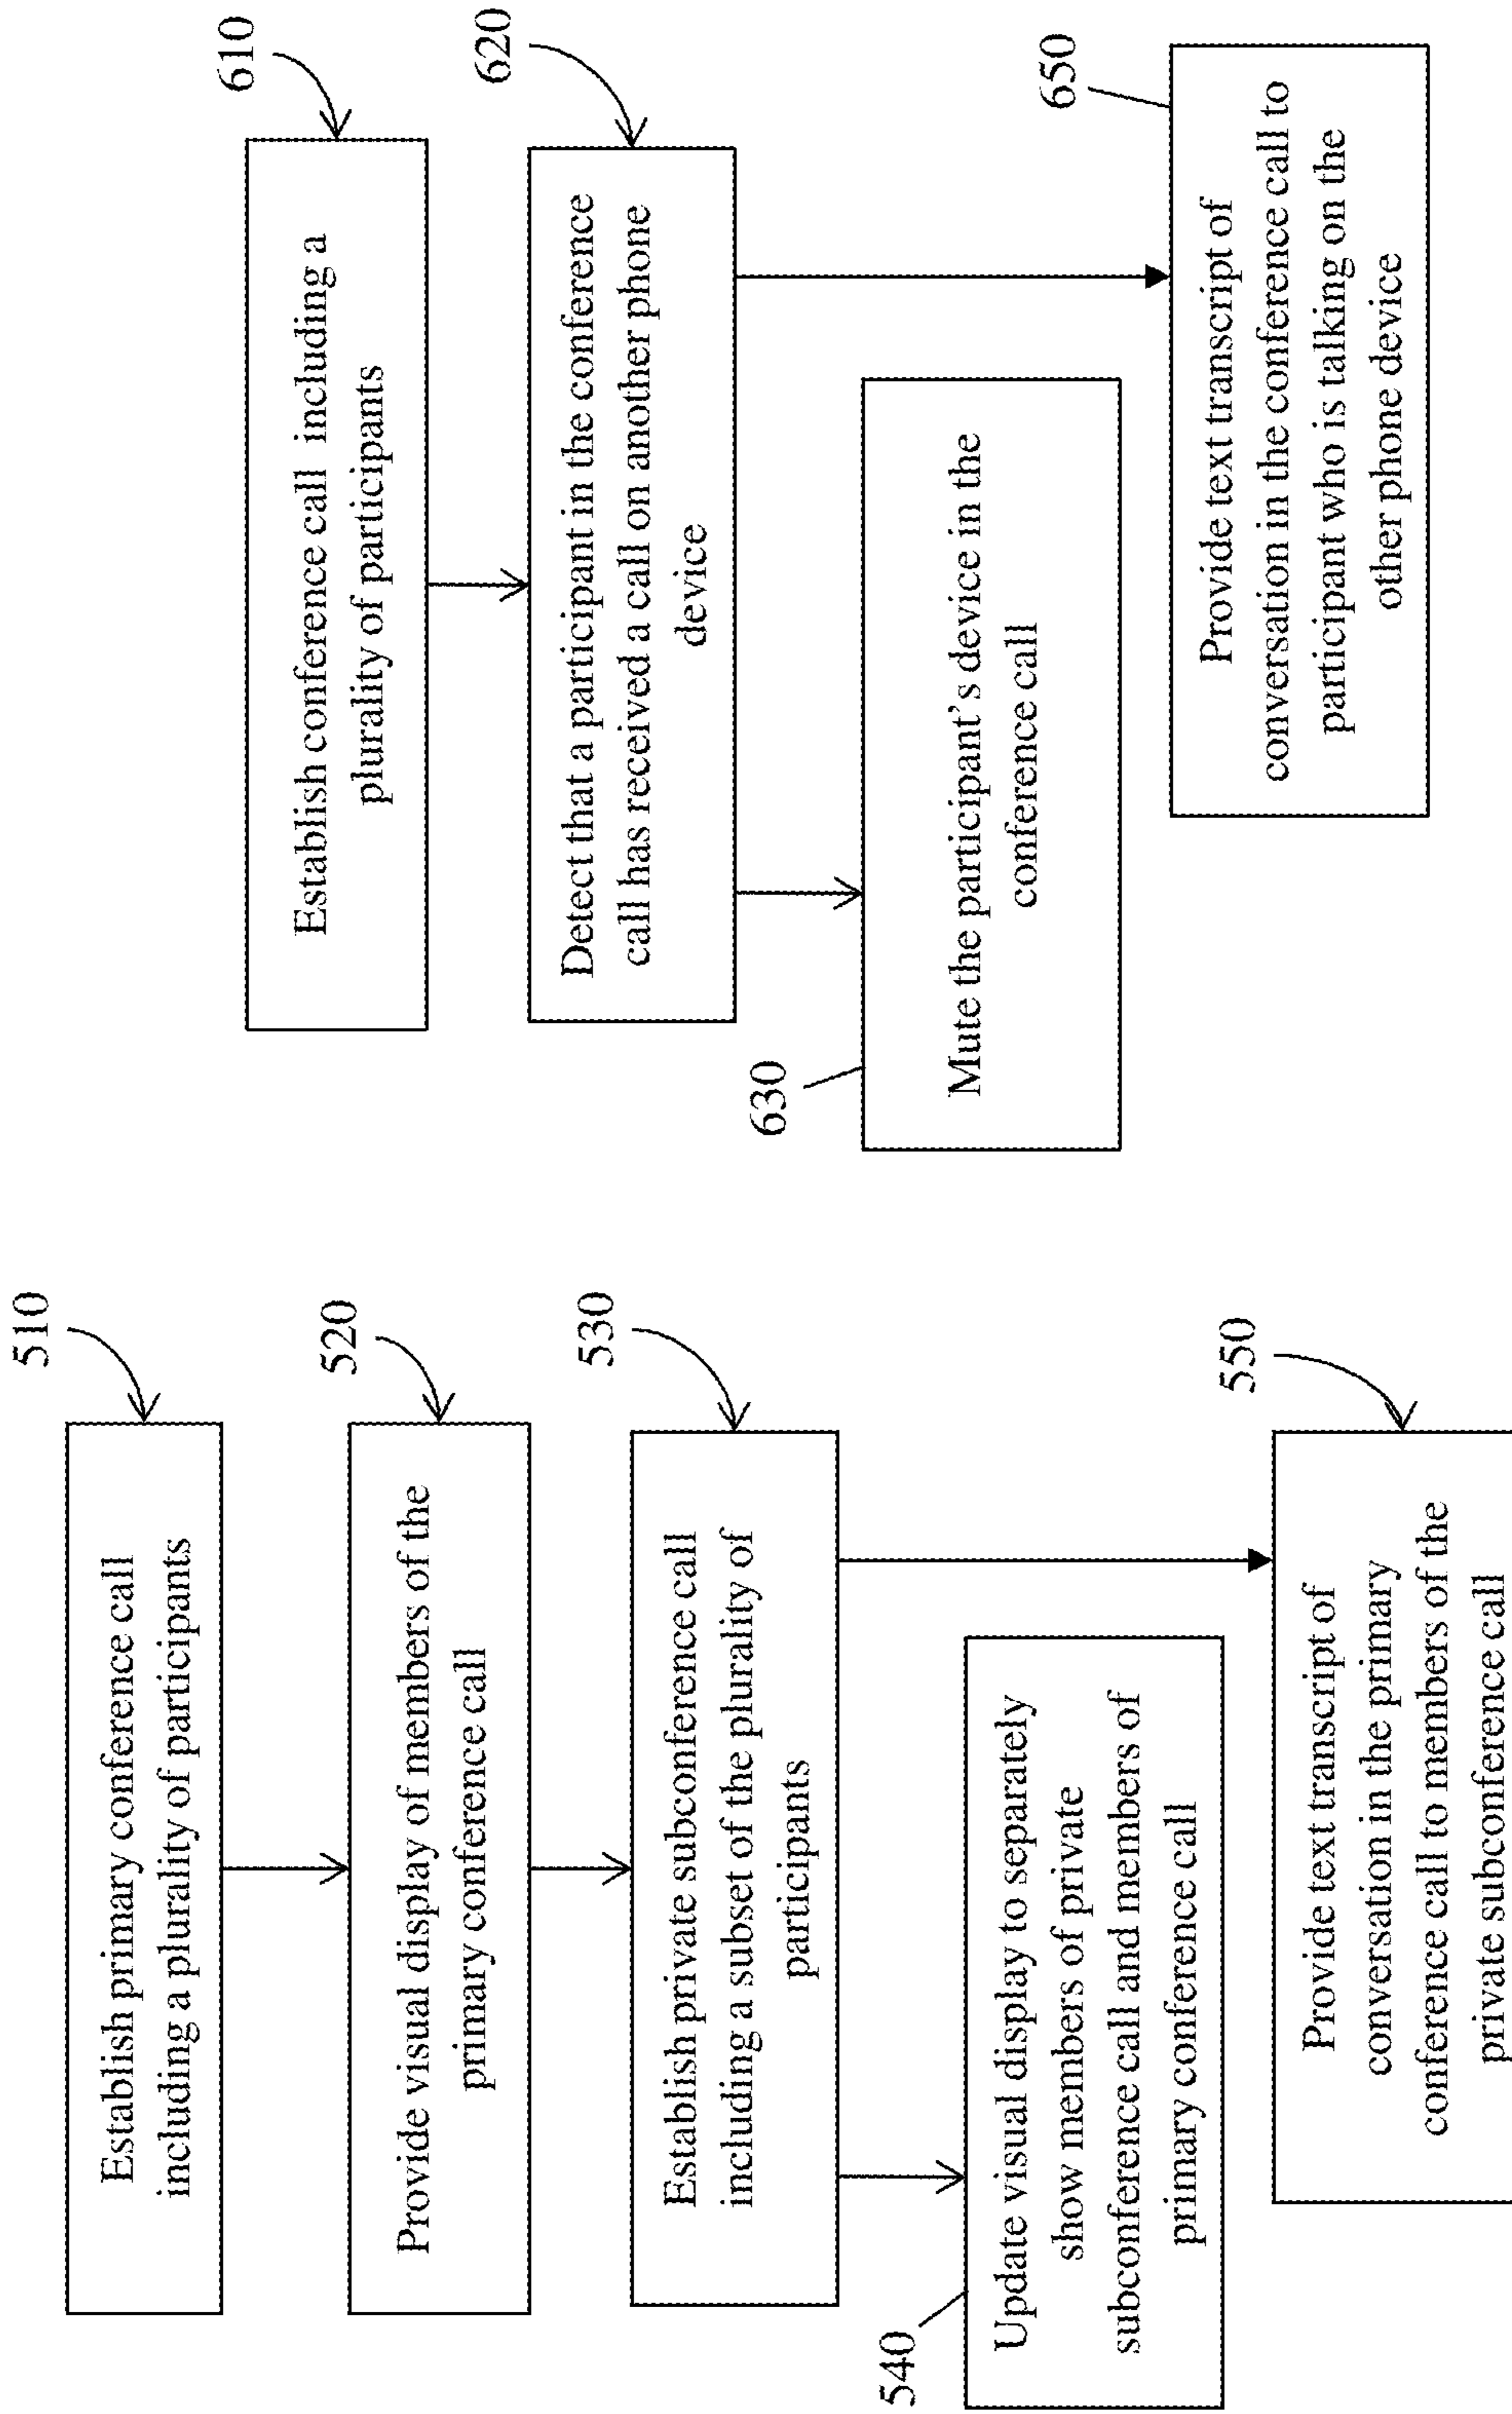 510
Establish primary conference call
including a plurality of participants
520
Provide visual display of members of the
primary conference call
530
Establish private subconference call
including a subset of the plurality of
participants
540
Update visual display to separately
show members of private
subconference call and members of
primary conference call
550
Provide text transcript of
conversation in the primary
conference call to members of the
private subconference call
610
Establish conference call including a
plurality of participants
620
Detect that a participant in the conference
call has received a call on another phone
device
630
Mute the participant's device in the
conference call
650
Provide text transcript of
conversation in the conference call to
participant who is talking on the
other phone device